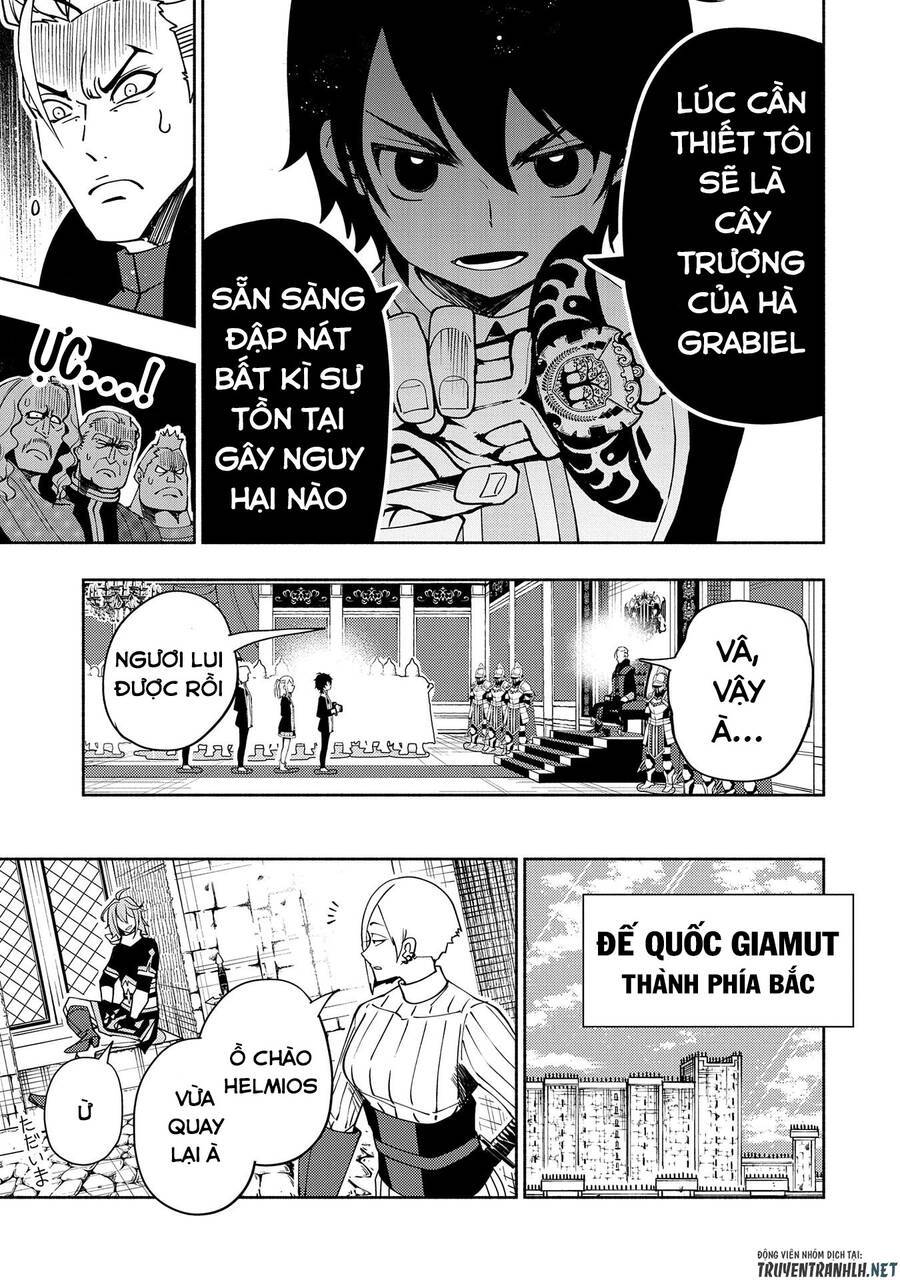 LÚC CẦN
THIẾT TÔI
SẼ LÀ
CÂY
TRƯỢNG
CỦA HÀ
GRABIEL
SẴN SÀNG
ĐẬP NÁT
BẤT KÌ SỰ
TỒN TẠI
GÂY NGUY
HẠI NÀO
ỰC....!
VÂ,
VẬY
À...
NGƯƠI LUI
ĐƯỢC RỒI
ĐẾ QUỐC GIAMUT
THÀNH PHÍA BẮC
Ồ CHÀO
HELMIOS
VỪA
QUAY
LẠI À
Ừ
ただいま
ĐỘNG VIÊN NHÓM DỊCH TẠI:
TRUYENTRANHLH.NET